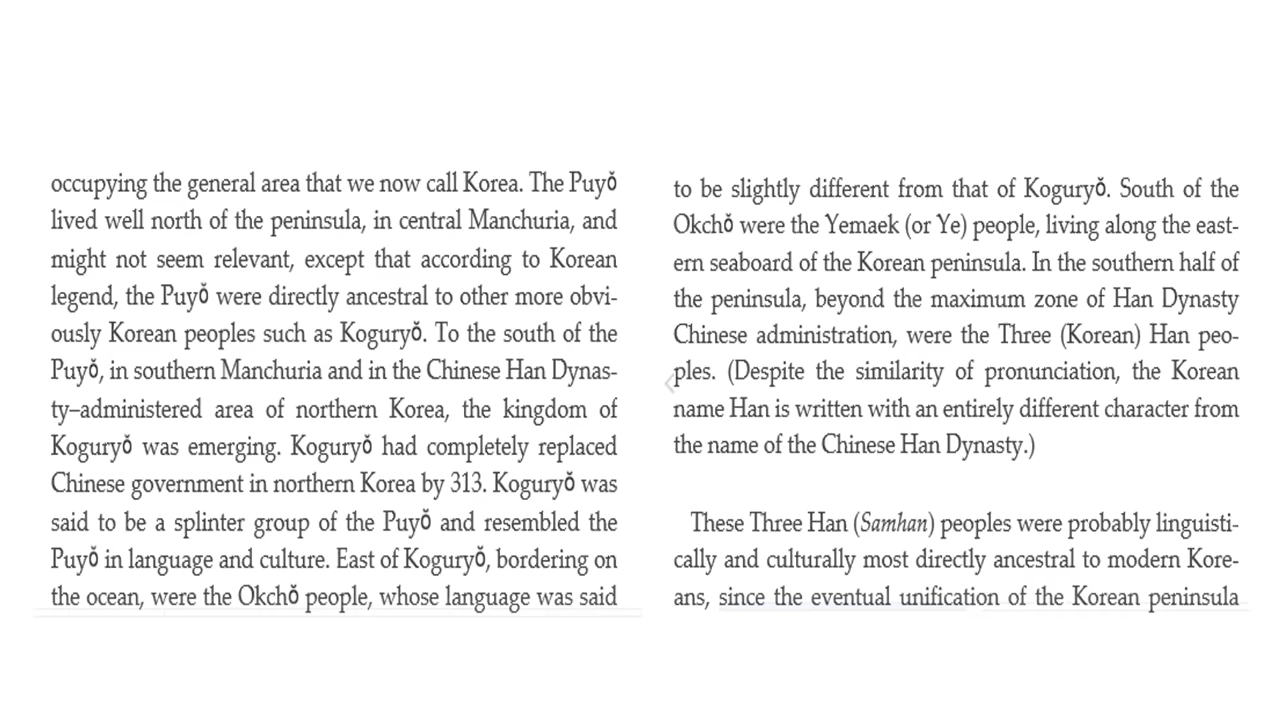 occupying the general area that we now call Korea. The Puyŏ
lived well north of the peninsula, in central Manchuria, and
might not seem relevant, except that according to Korean
legend, the Puyŏ were directly ancestral to other more obvi-
ously Korean peoples such as Koguryŏ. To the south of the
Puyŏ, in southern Manchuria and in the Chinese Han Dynas-
ty–administered area of northern Korea, the kingdom of
Koguryŏ was emerging. Koguryŏ had completely replaced
Chinese government in northern Korea by 313. Koguryŏ was
said to be a splinter group of the Puyŏ and resembled the
Puyŏ in language and culture. East of Koguryŏ, bordering on
the ocean, were the Okchŏ people, whose language was said
to be slightly different from that of Koguryŏ. South of the
Okchŏ were the Yemaek (or Ye) people, living along the east-
ern seaboard of the Korean peninsula. In the southern half of
the peninsula, beyond the maximum zone of Han Dynasty
Chinese administration, were the Three (Korean) Han peo-
ples. (Despite the similarity of pronunciation, the Korean
name Han is written with an entirely different character from
the name of the Chinese Han Dynasty.)
These Three Han (Samhan) peoples were probably linguisti-
cally and culturally most directly ancestral to modern Kore-
ans, since the eventual unification of the Korean peninsula